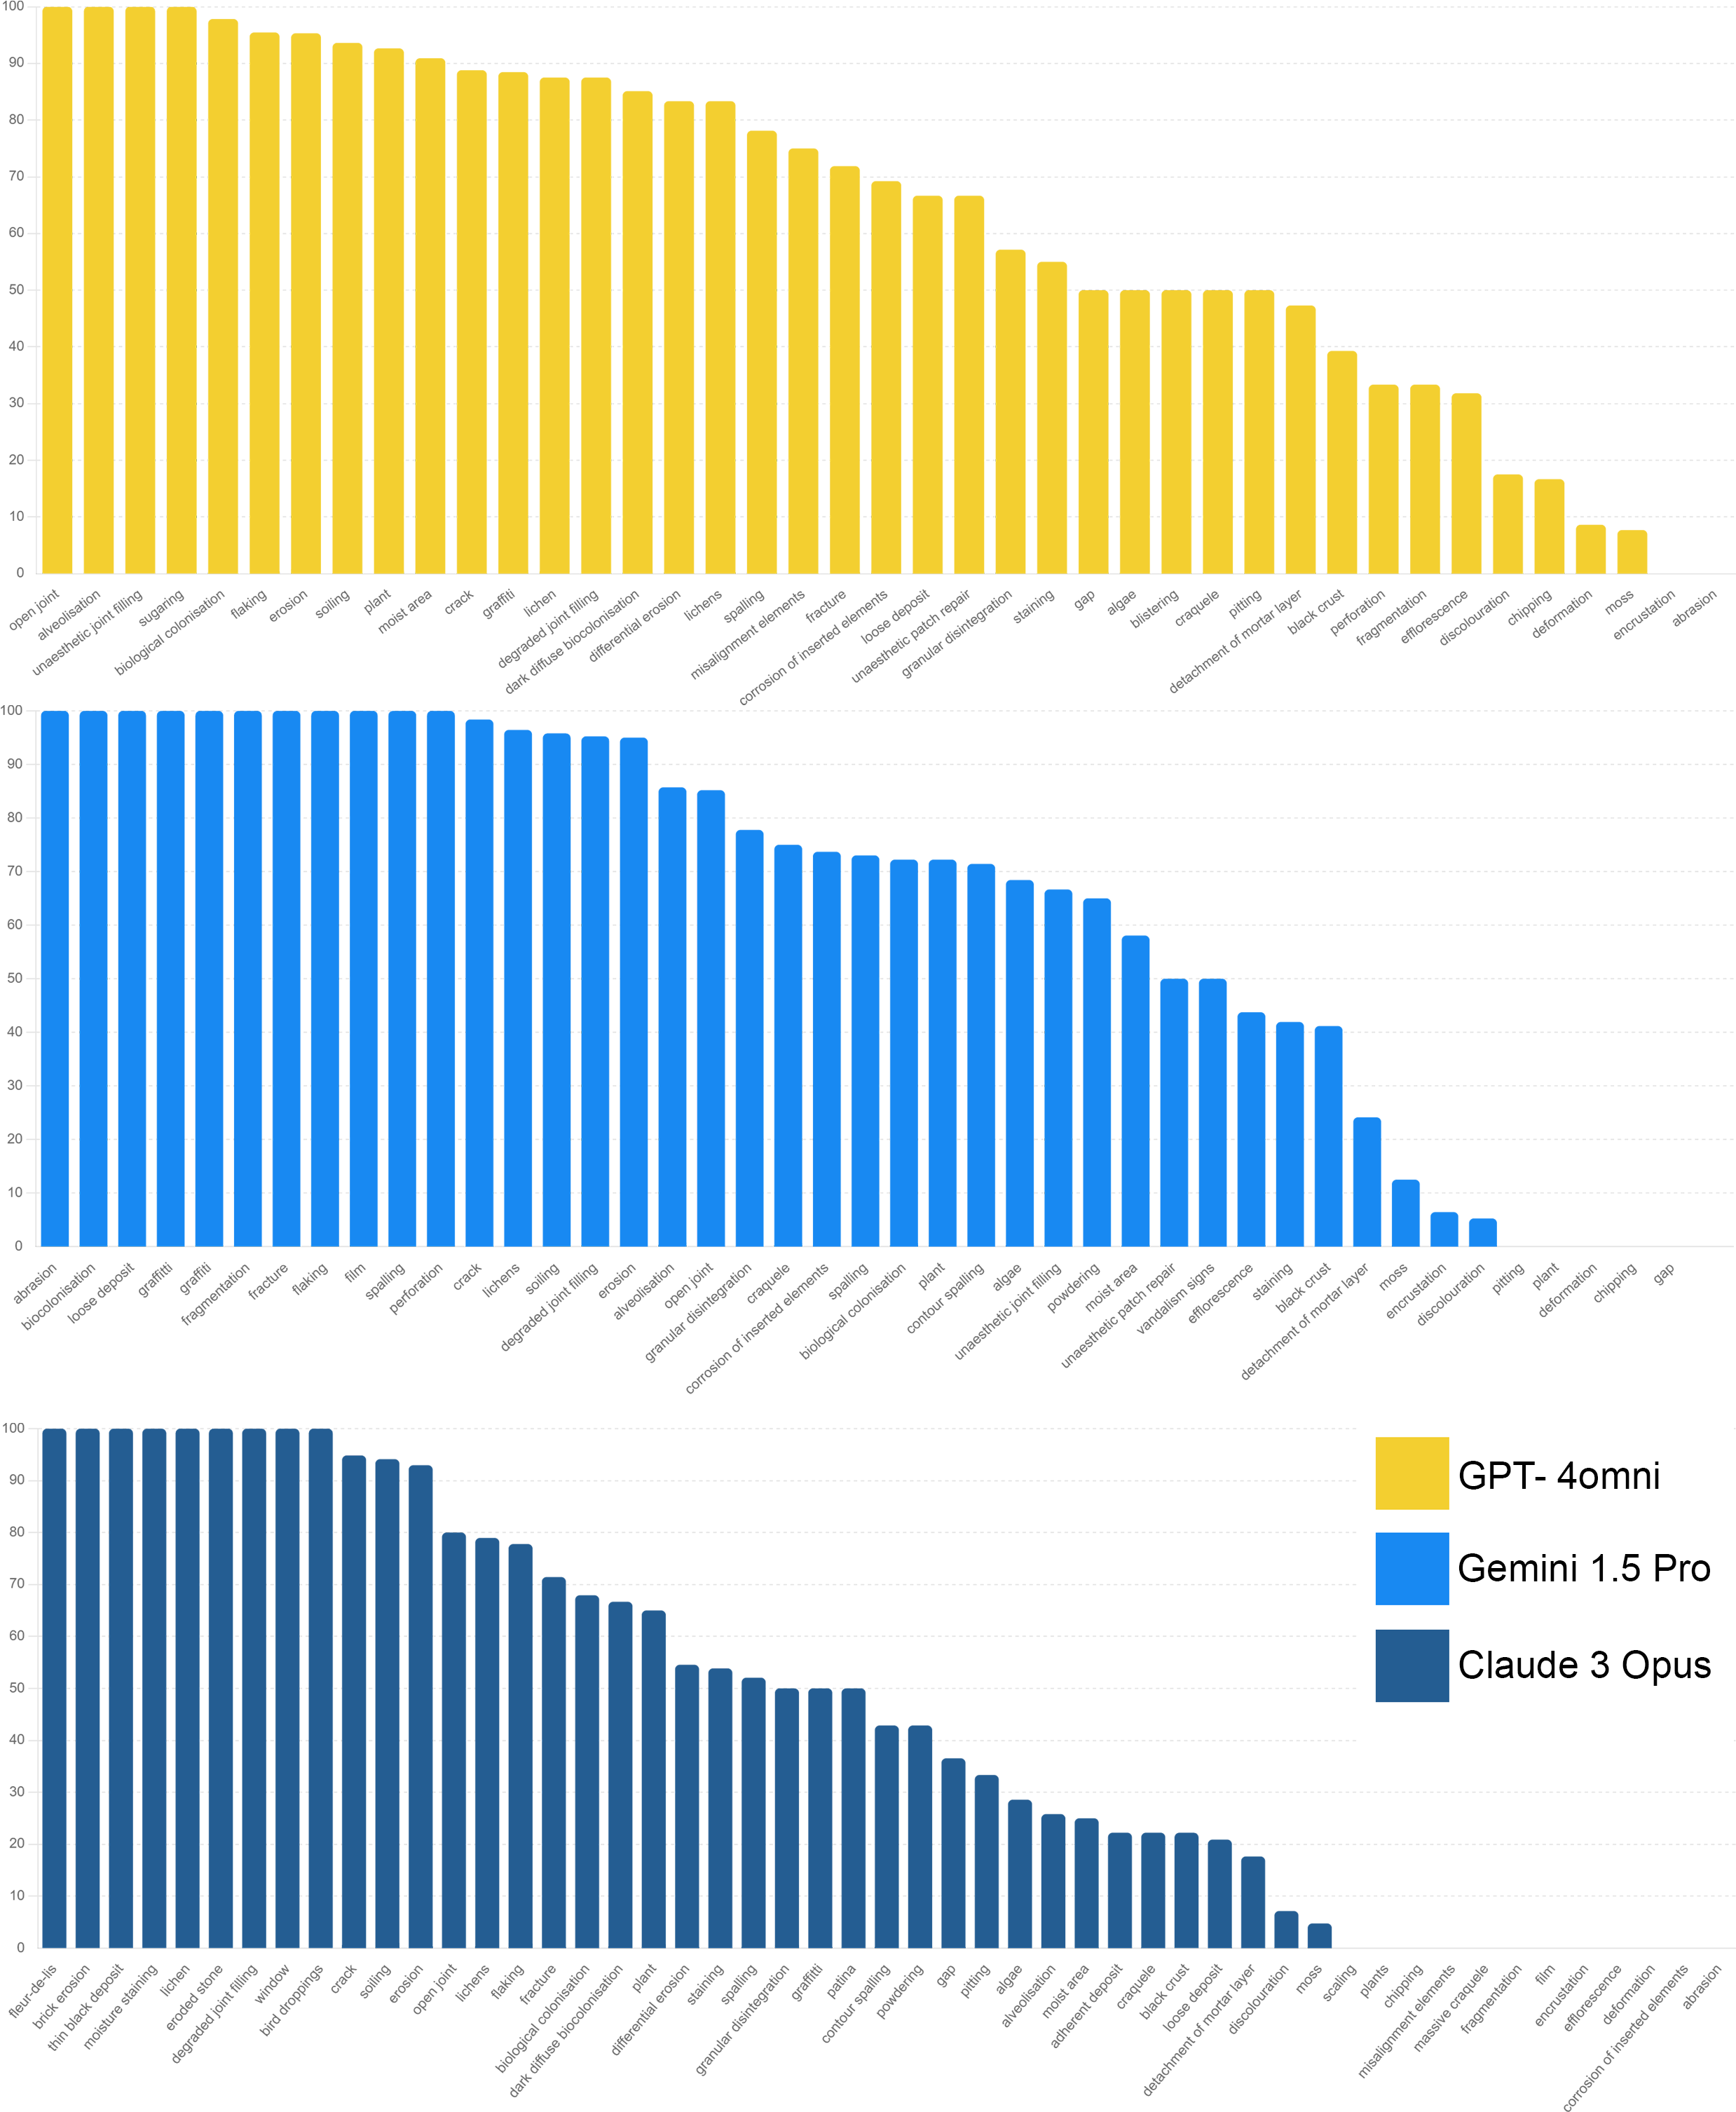 100
90
80
70
60
50
40
30
20
10
0
open joint
alveolisation
unaesthetic joint filling
sugaring
biological colonisation
flaking
erosion
soiling
plant
moist area
crack
graffiti
lichen
degraded joint filling
dark diffuse biocolonisation
differential erosion
lichens
spalling
misalignment elements
fracture
corrosion of inserted elements
loose deposit
unaesthetic patch repair
granular disintegration
staining
gap
algae
blistering
craquele
pitting
detachment of mortar layer
black crust
perforation
fragmentation
efflorescence
discolouration
chipping
deformation
moss
encrustation
abrasion
100
90
80
70
60
50
40
30
20
10
0
abrasion
biocolonisation
loose deposit
graffitti
graffiti
fragmentation
fracture
flaking
film
spalling
perforation
crack
lichens
soiling
degraded joint filling
erosion
alveolisation
open joint
granular disintegration
craquele
corrosion of inserted elements
spalling
biological colonisation
plant
contour spalling
algae
unaesthetic joint filling
powdering
moist area
unaesthetic patch repair
vandalism signs
efflorescence
staining
black crust
detachment of mortar layer
moss
encrustation
discolouration
pitting
plant
deformation
chipping
gap
100
90
80
70
60
50
40
30
20
10
0
fleur-de-lis
brick erosion
thin black deposit
moisture staining
lichen
eroded stone
degraded joint filling
window
bird droppings
crack
soiling
erosion
open joint
lichens
flaking
fracture
biological colonisation
dark diffuse biocolonisation
plant
differential erosion
staining
spalling
granular disintegration
graffitti
patina
contour spalling
powdering
gap
pitting
algae
alveolisation
moist area
adherent deposit
craquele
black crust
loose deposit
detachment of mortar layer
discolouration
moss
scaling
plants
chipping
misalignment elements
massive craquele
fragmentation
film
encrustation
efflorescence
deformation
corrosion of inserted elements
abrasion
GPT- 4omni
Gemini 1.5 Pro
Claude 3 Opus